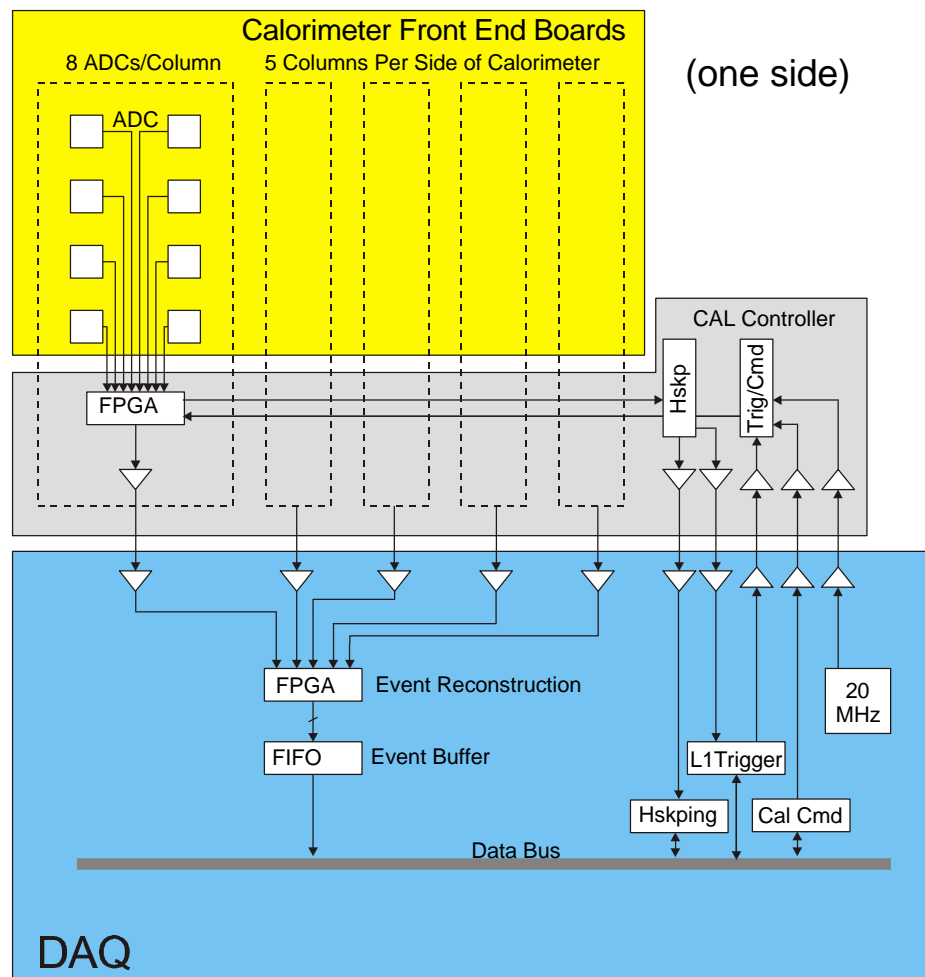 Calorimeter Front End Boards
8 ADCs/Column
5 Columns Per Side of Calorimeter
(one side)
ADC
CAL Controller
Hskp
Trig/Cmd
FPGA
FPGA
Event Reconstruction
20
MHz
FIFO
Event Buffer
L1Trigger
Hskping
Cal Cmd
Data Bus
DAQ